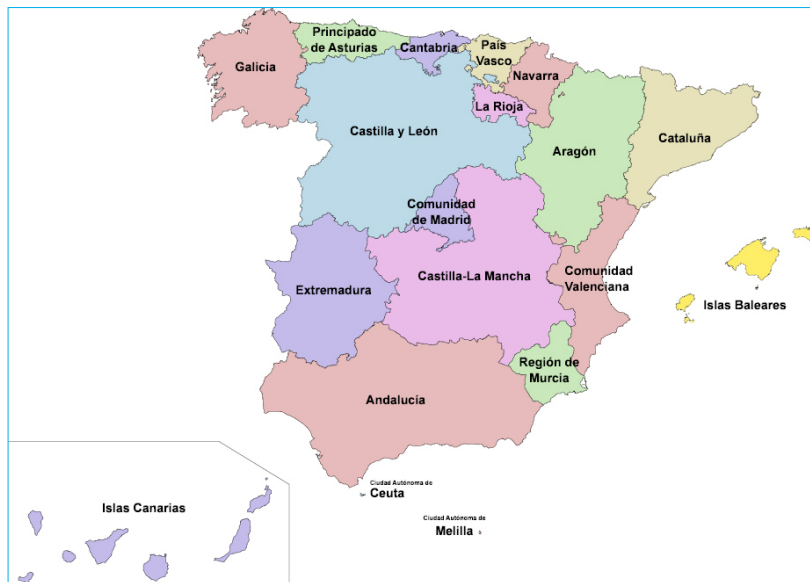 Principado
de Asturias
Cantabria
País
Vasco
Galicia
Navarra
La Rioja
Castilla y León
Cataluña
Aragón
Comunidad
de Madrid
Castilla-La Mancha
Comunidad
Valenciana
Extremadura
Islas Baleares
Región de
Murcia
Andalucía
Ciudad Autónoma de
Ceuta
Islas Canarias
Ciudad Autónoma de
Melilla